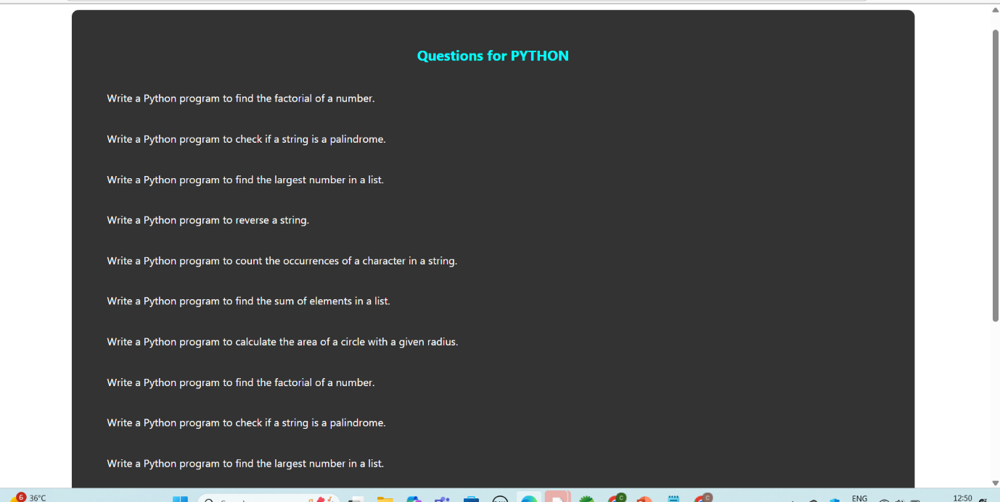 Questions for PYTHON
Write a Python program to find the factorial of a number.
Write a Python program to check if a string is a palindrome.
Write a Python program to find the largest number in a list.
Write a Python program to reverse a string.
Write a Python program to count the occurrences of a character in a string.
Write a Python program to find the sum of elements in a list.
Write a Python program to calculate the area of a circle with a given radius.
Write a Python program to find the factorial of a number.
Write a Python program to check if a string is a palindrome.
Write a Python program to find the largest number in a list.
6 36°C C C ENG 12:50